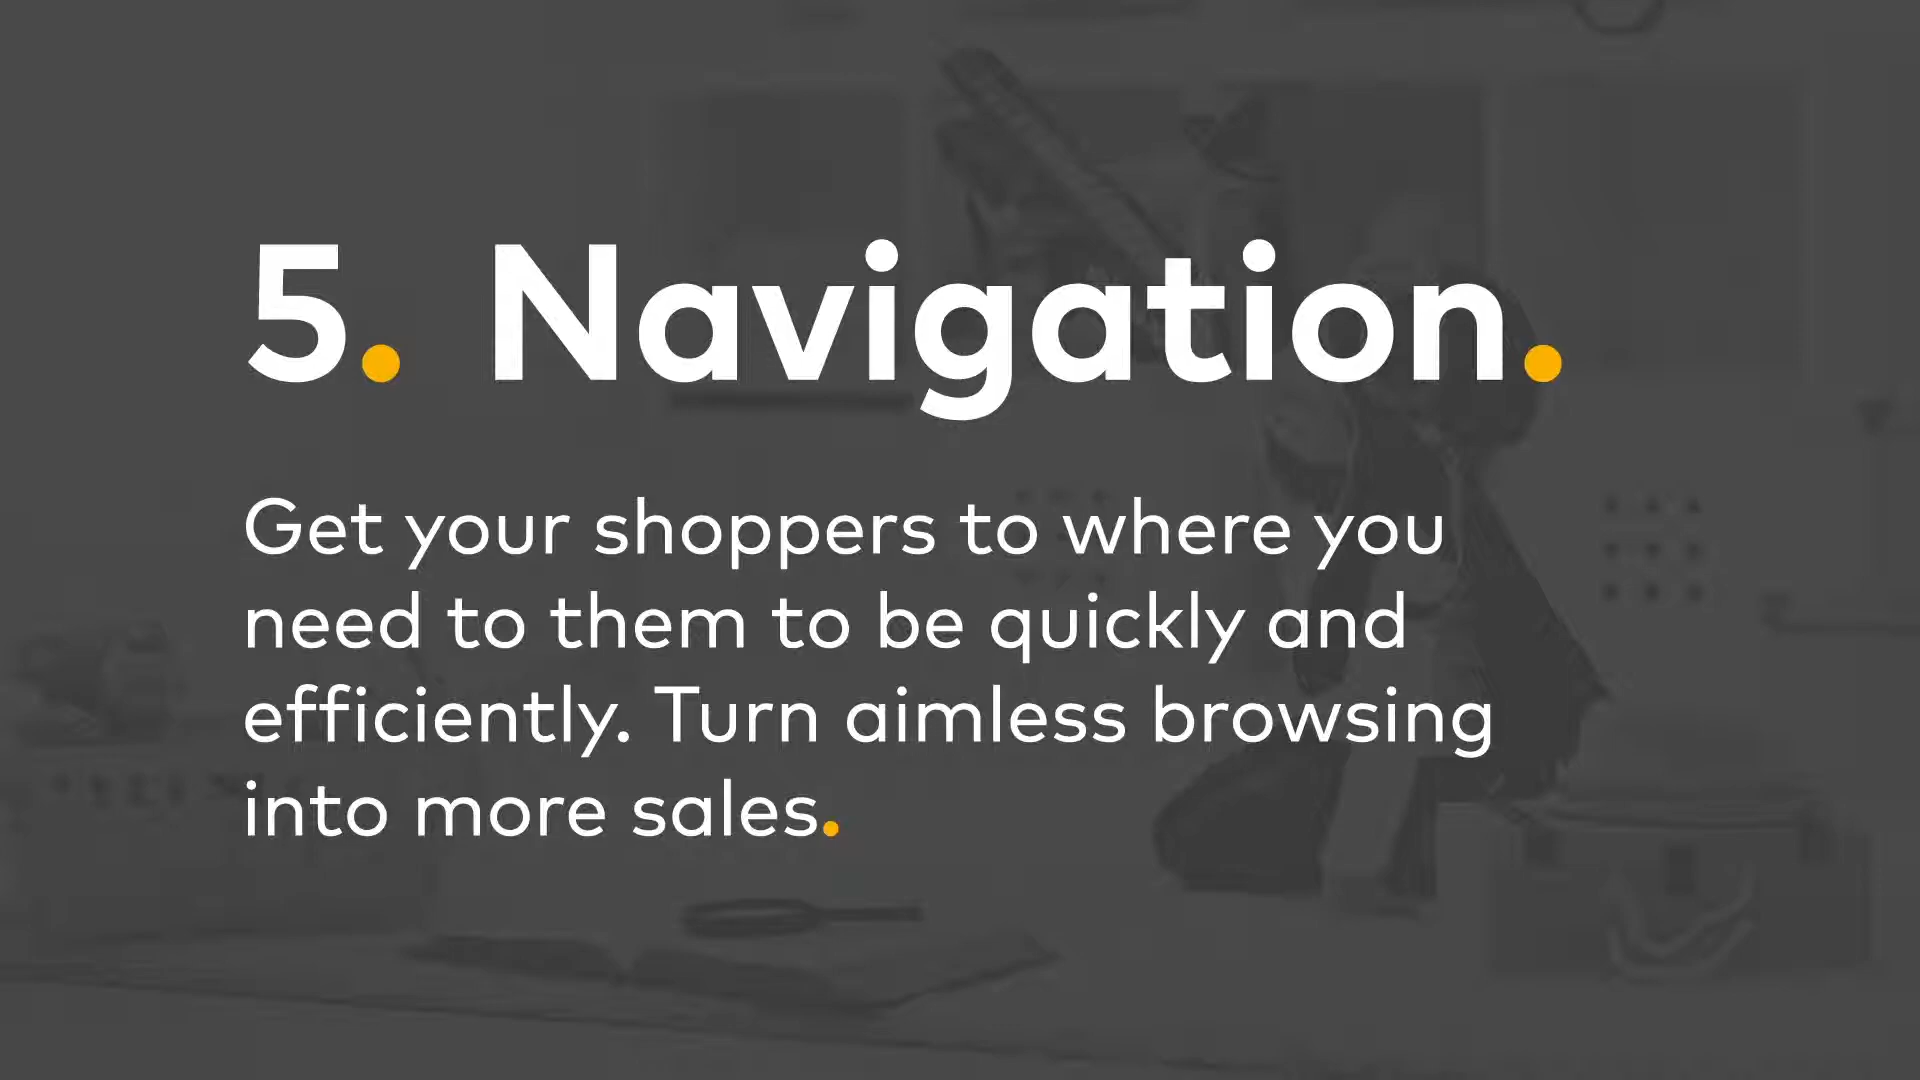 5. Navigation.
Get your shoppers to where you
need to them to be quickly and
efficiently. Turn aimless browsing
into more sales.